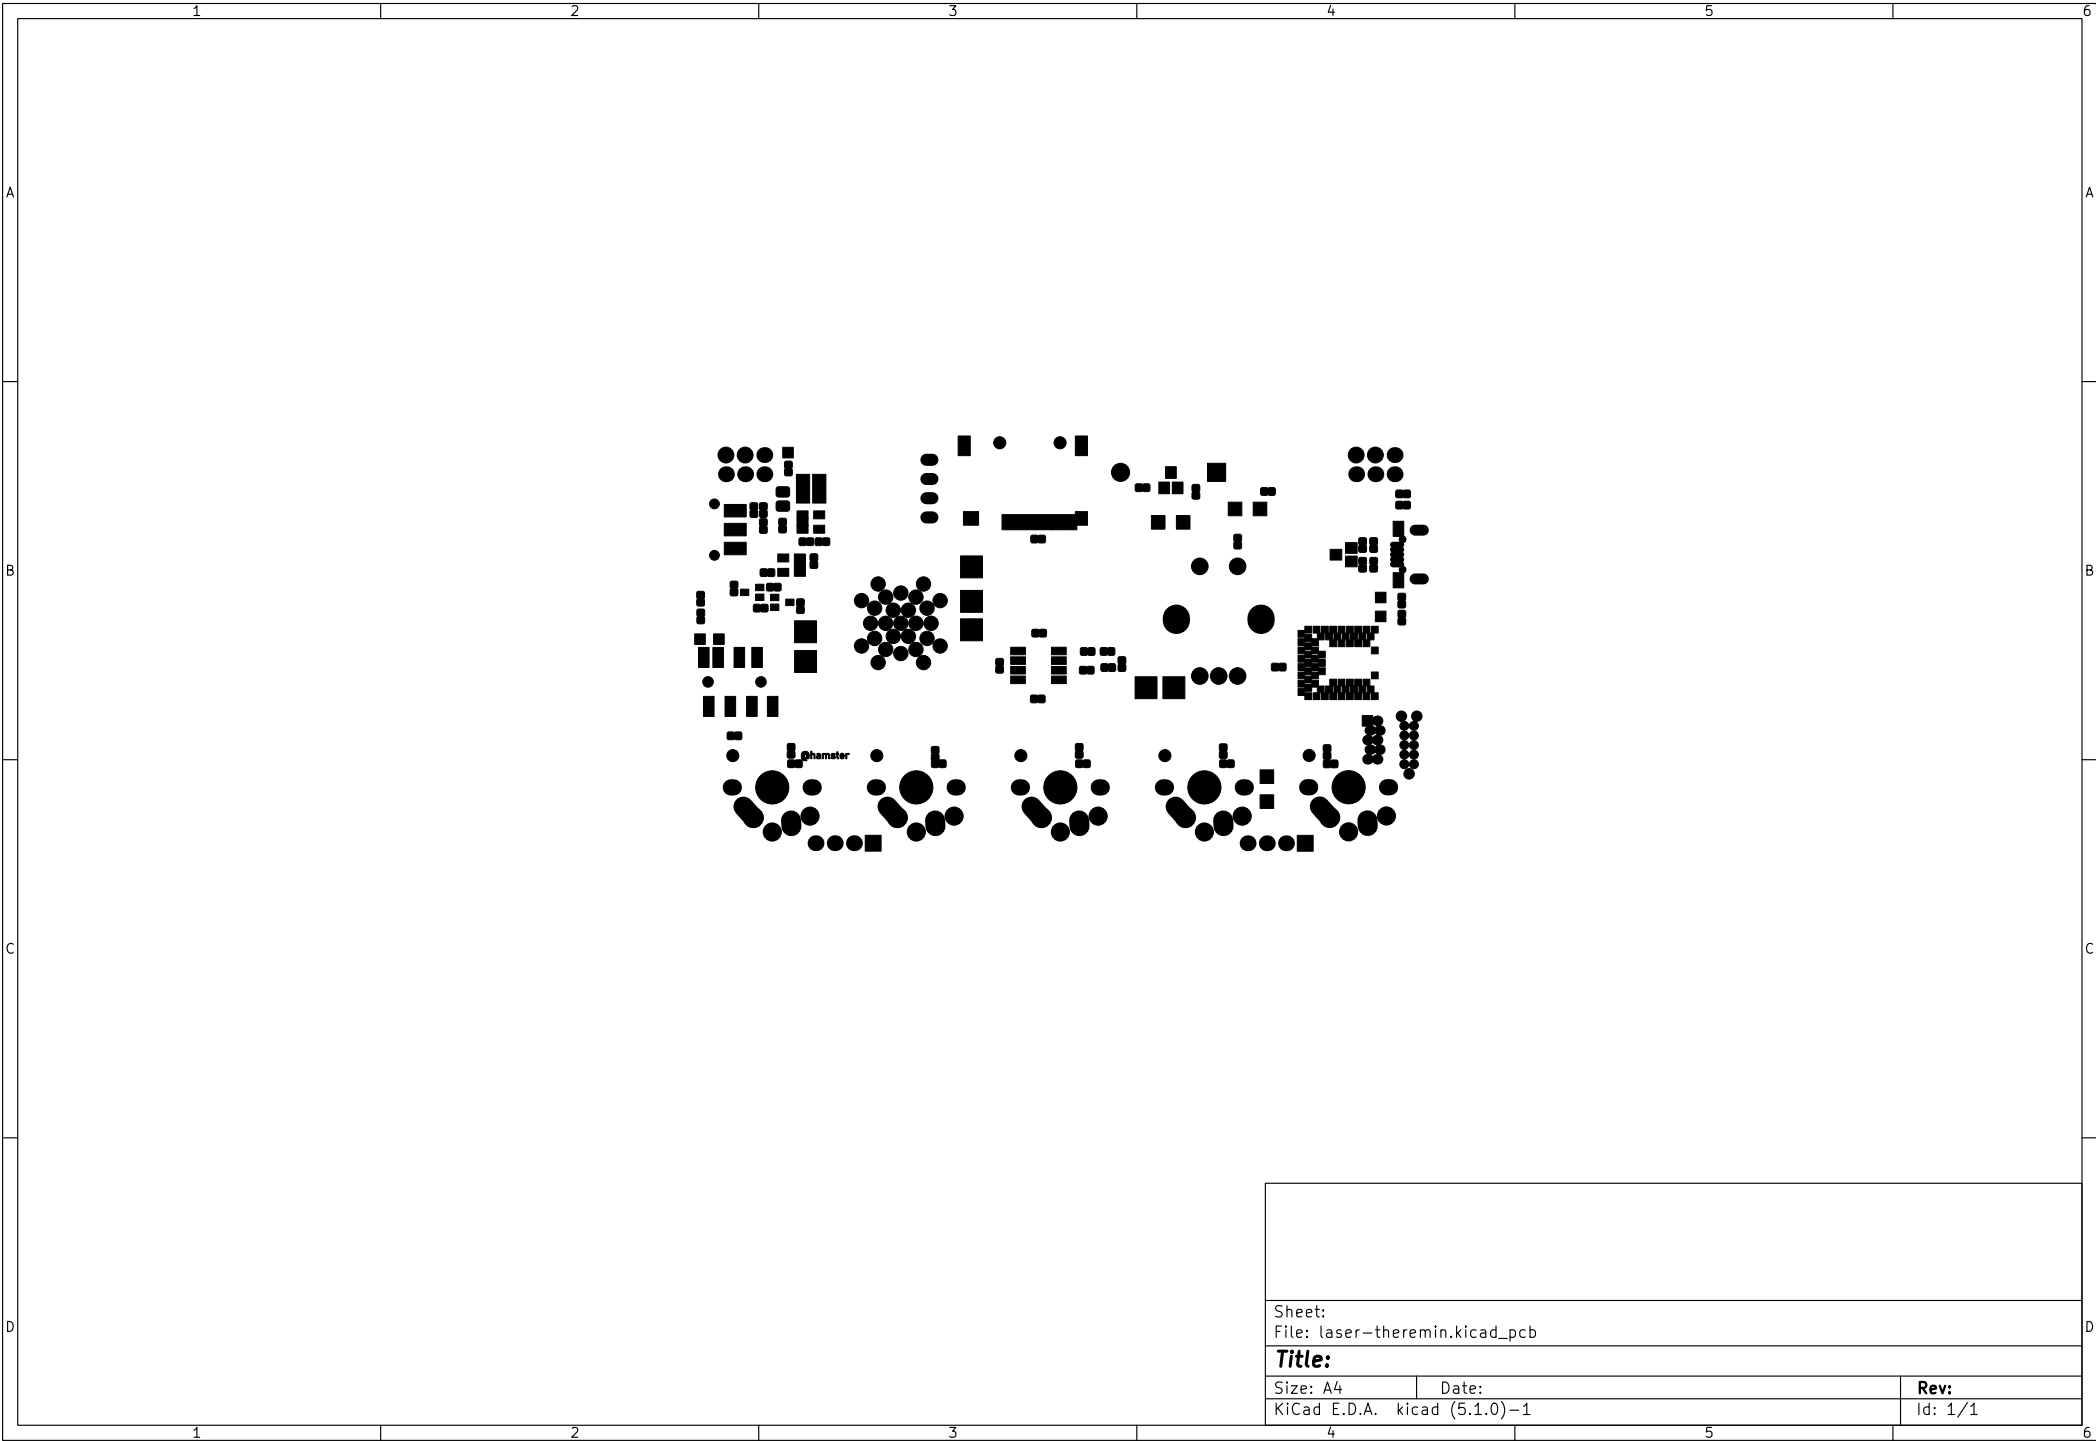 1 2 3 4 5 6
A A
B B
@hamster
C C
D D
Sheet:
File: laser-theremin.kicad_pcb
Title:
Size: A4 Date: Rev:
KiCad E.D.A. kicad (5.1.0)-1 Id: 1/1
1 2 3 4 5 6